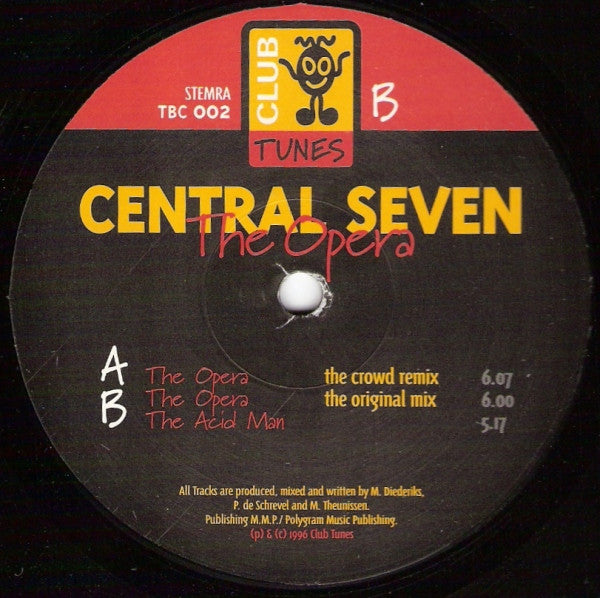 STEMRA
TBC 002
CLUB
TUNES
B
CENTRAL SEVEN
The Opera
A The Opera the crowd remix 6.07
B The Opera the original mix 6.00
The Acid Man 5.17
All Tracks are produced, mixed and written by M. Diederiks,
P. de Schrevel and M. Theunissen.
Publishing M.M.P./ Polygram Music Publishing.
(p) & (c) 1996 Club Tunes